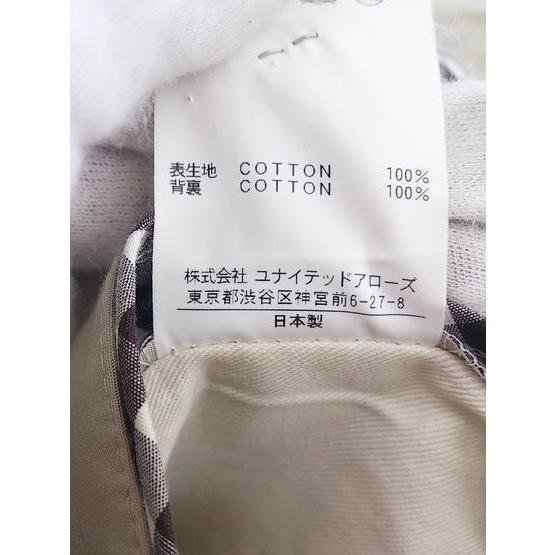 表生地 COTTON 100%
背裏 COTTON 100%
株式会社 ユナイテッドアローズ
東京都渋谷区神宮前6-27-8
日本製